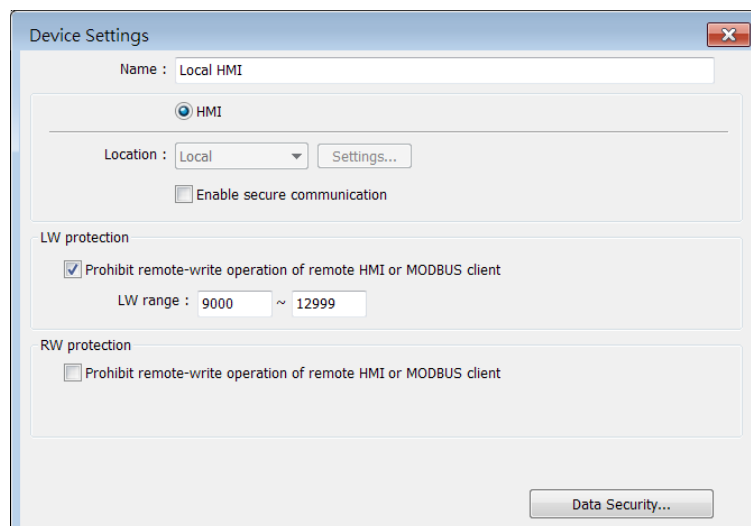 Device Settings
Name : Local HMI
HMI
Location : Local Settings...
Enable secure communication
LW protection
Prohibit remote-write operation of remote HMI or MODBUS client
LW range : 9000 ~ 12999
RW protection
Prohibit remote-write operation of remote HMI or MODBUS client
Data Security...